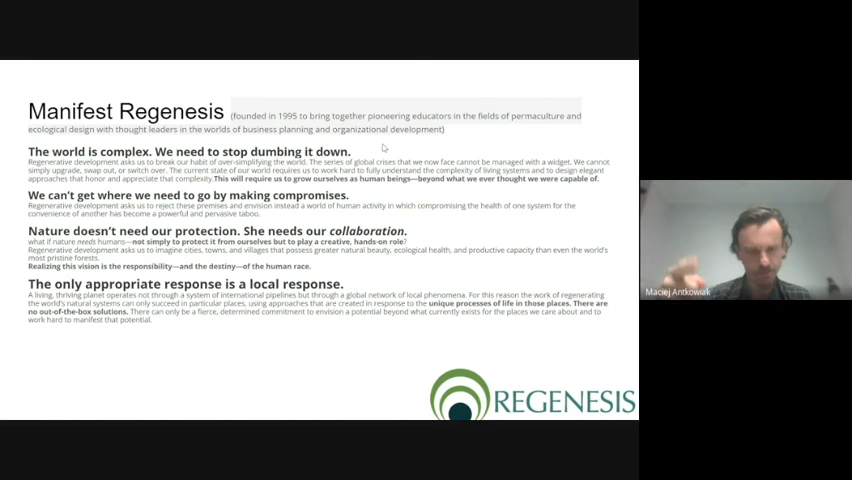 Manifest Regenesis (founded in 1995 to bring together pioneering educators in the fields of permaculture and
ecological design with thought leaders in the worlds of business planning and organizational development)
The world is complex. We need to stop dumbing it down.
Regenerative development asks us to break our habit of over-simplifying the world. The series of global crises that we now face cannot be managed with a widget. We cannot
simply upgrade, swap out, or switch over. The current state of our world requires us to work hard to fully understand the complexity of living systems and to design elegant
approaches that honor and appreciate that complexity.This will require us to grow ourselves as human beings—beyond what we ever thought we were capable of.
We can't get where we need to go by making compromises.
Regenerative development asks us to reject these premises and envision instead a world of human activity in which compromising the health of one system for the
convenience of another has become a powerful and pervasive taboo.
Nature doesn't need our protection. She needs our collaboration.
what if nature needs humans—not simply to protect it from ourselves but to play a creative, hands-on role?
Regenerative development asks us to imagine cities, towns, and villages that possess greater natural beauty, ecological health, and productive capacity than even the world's
most pristine forests.
Realizing this vision is the responsibility—and the destiny—of the human race.
The only appropriate response is a local response.
A living, thriving planet operates not through a system of international pipelines but through a global network of local phenomena. For this reason the work of regenerating
the world's natural systems can only succeed in particular places, using approaches that are created in response to the unique processes of life in those places. There are
no out-of-the-box solutions. There can only be a fierce, determined commitment to envision a potential beyond what currently exists for the places we care about and to
work hard to manifest that potential.
REGENESIS
Maciej Antkowiak